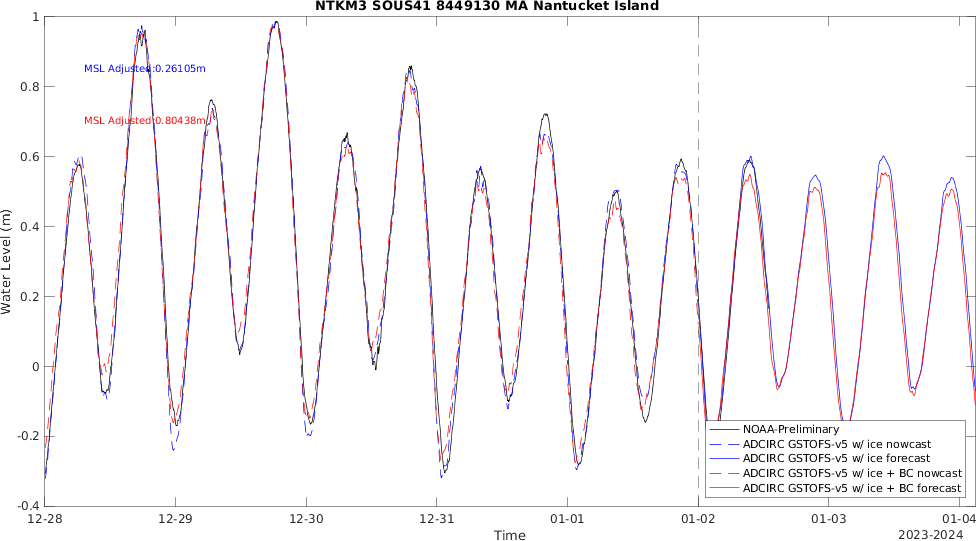 NTKM3 SOUS41 8449130 MA Nantucket Island
MSL Adjusted:0.26105m
MSL Adjusted:0.80438m
Water Level (m)
1
0.8
0.6
0.4
0.2
0
-0.2
-0.4
NOAA-Preliminary
ADCIRC GSTOFS-v5 w/ ice nowcast
ADCIRC GSTOFS-v5 w/ ice forecast
ADCIRC GSTOFS-v5 w/ ice + BC nowcast
ADCIRC GSTOFS-v5 w/ ice + BC forecast
12-28 12-29 12-30 12-31 01-01 01-02 01-03 01-04
Time
2023-2024